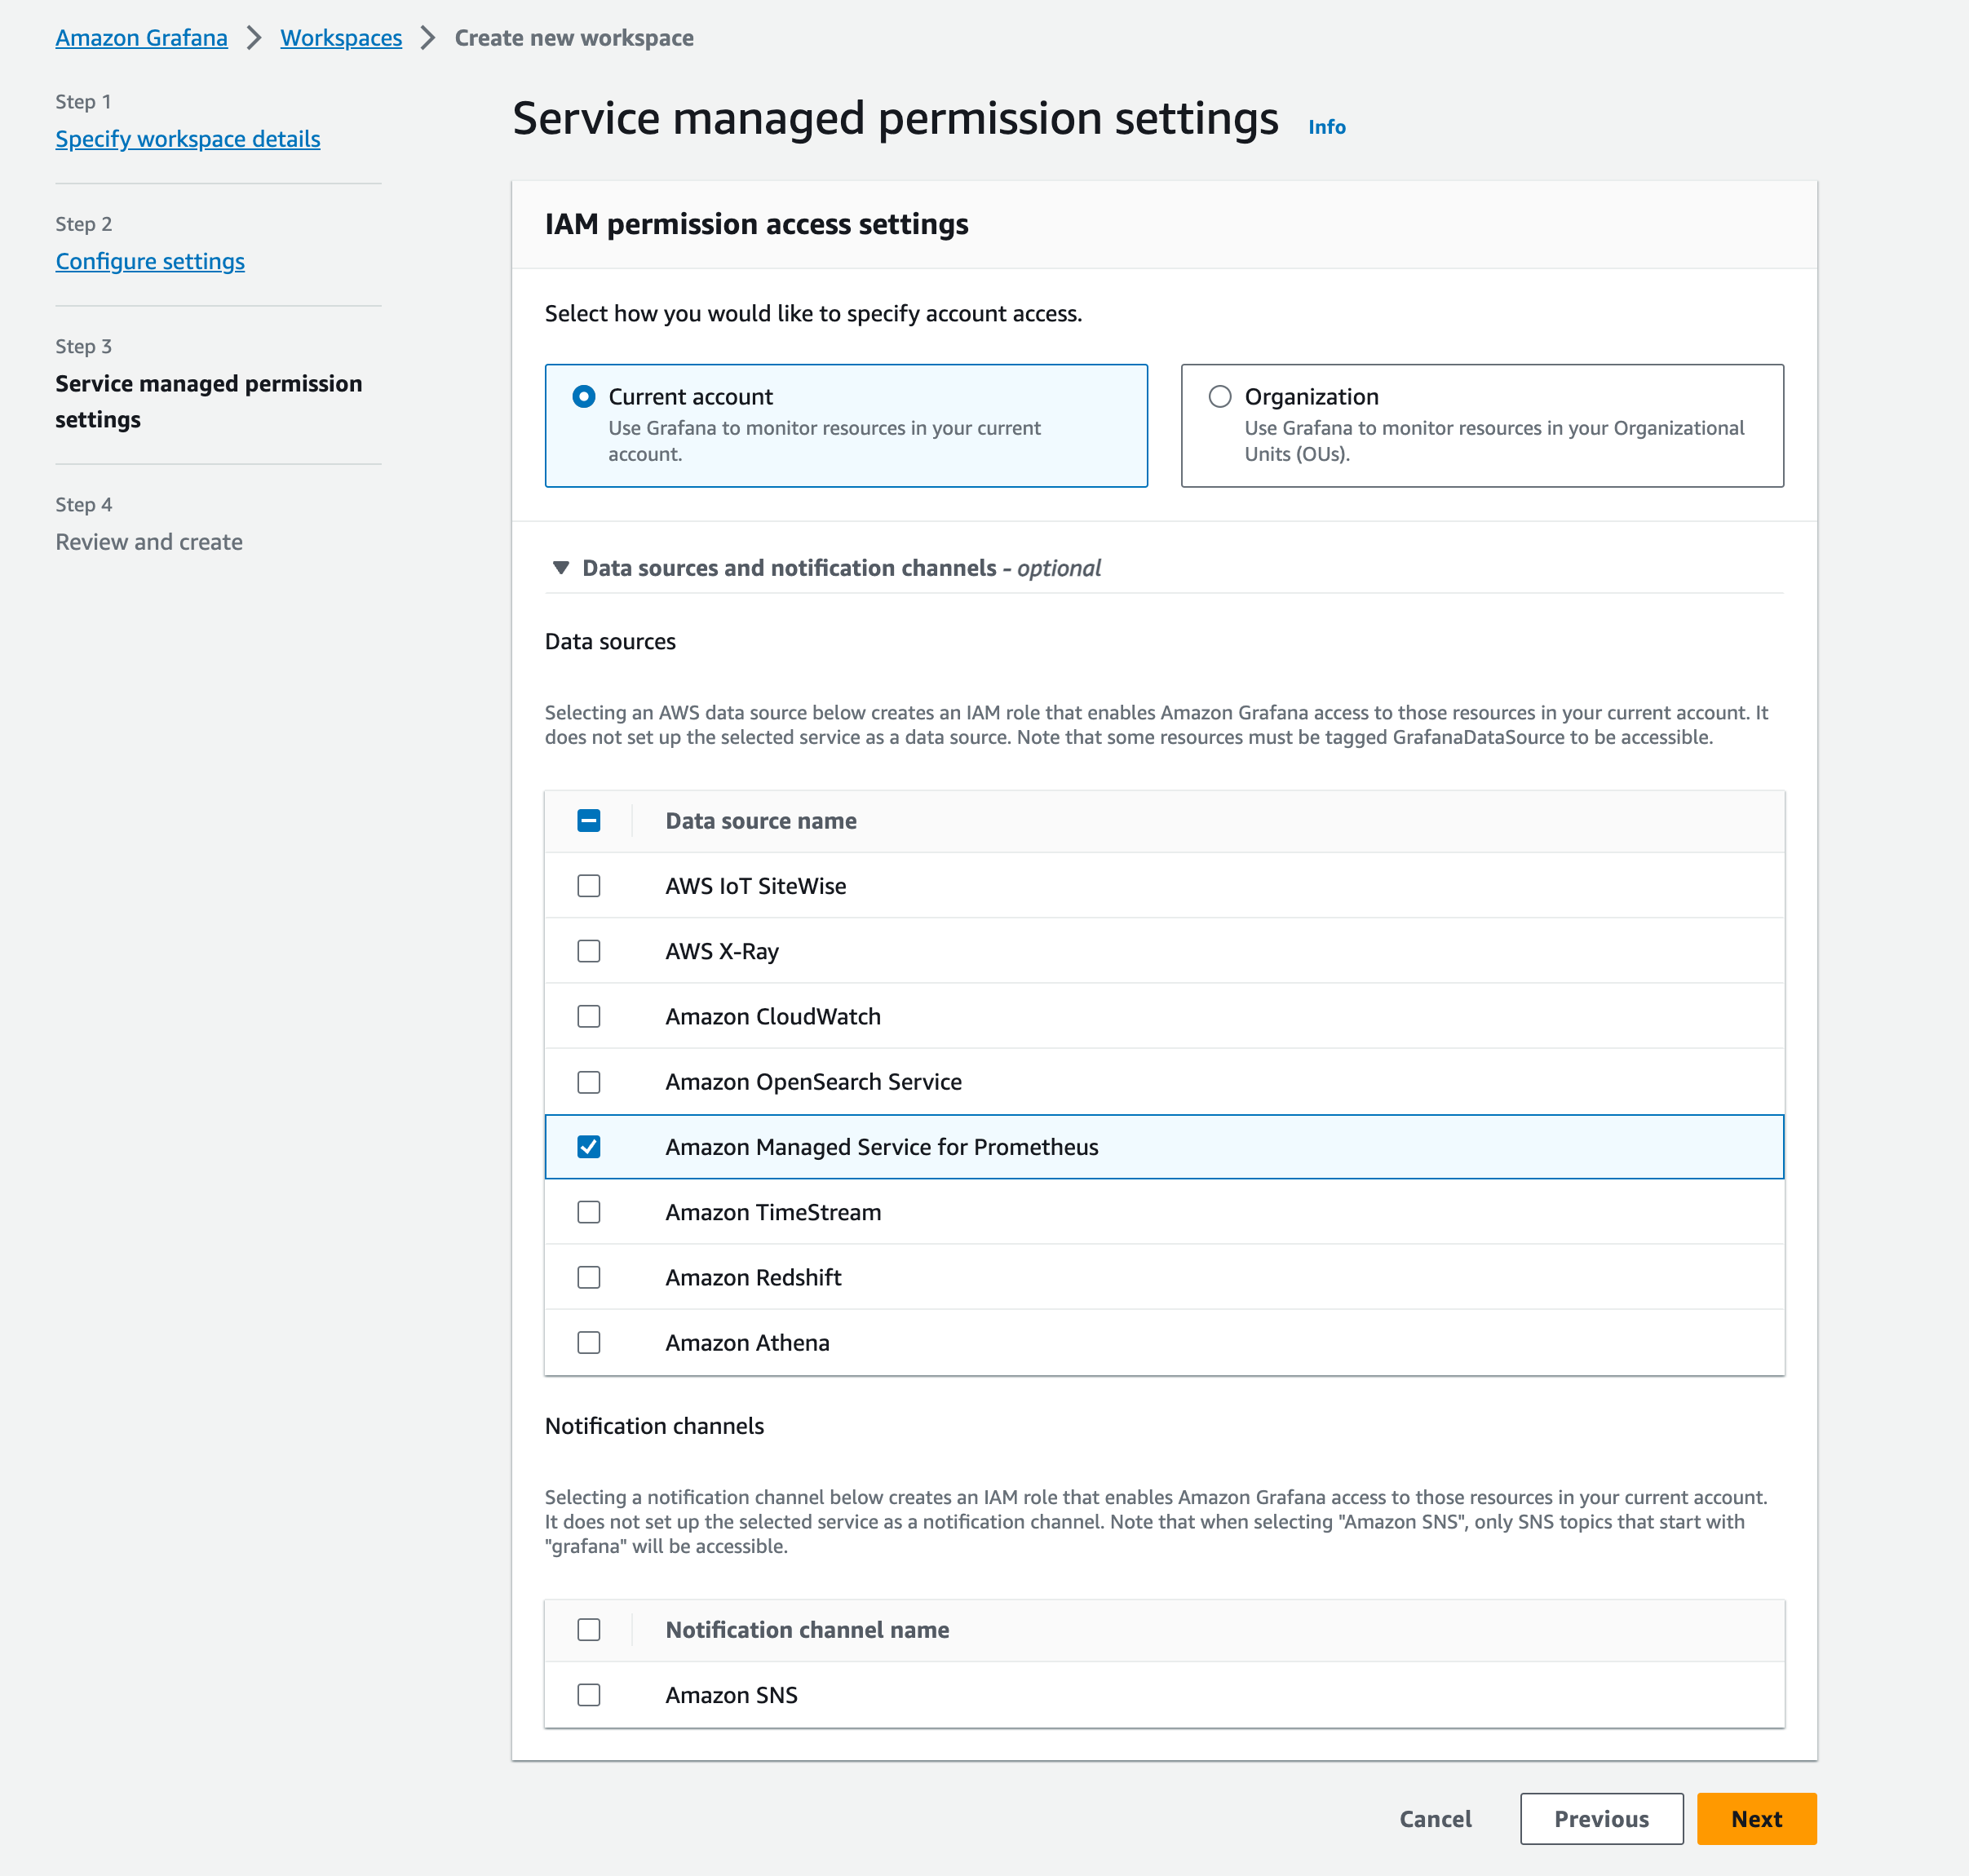 Amazon Grafana > Workspaces > Create new workspace
Step 1
Specify workspace details
Step 2
Configure settings
Step 3
Service managed permission
settings
Step 4
Review and create
Service managed permission settings Info
IAM permission access settings
Select how you would like to specify account access.
Current account
Use Grafana to monitor resources in your current
account.
Organization
Use Grafana to monitor resources in your Organizational
Units (OUs).
Data sources and notification channels - optional
Data sources
Selecting an AWS data source below creates an IAM role that enables Amazon Grafana access to those resources in your current account. It
does not set up the selected service as a data source. Note that some resources must be tagged GrafanaDataSource to be accessible.
Data source name
AWS IoT SiteWise
AWS X-Ray
Amazon CloudWatch
Amazon OpenSearch Service
Amazon Managed Service for Prometheus
Amazon TimeStream
Amazon Redshift
Amazon Athena
Notification channels
Selecting a notification channel below creates an IAM role that enables Amazon Grafana access to those resources in your current account.
It does not set up the selected service as a notification channel. Note that when selecting "Amazon SNS", only SNS topics that start with
"grafana" will be accessible.
Notification channel name
Amazon SNS
Cancel Previous Next